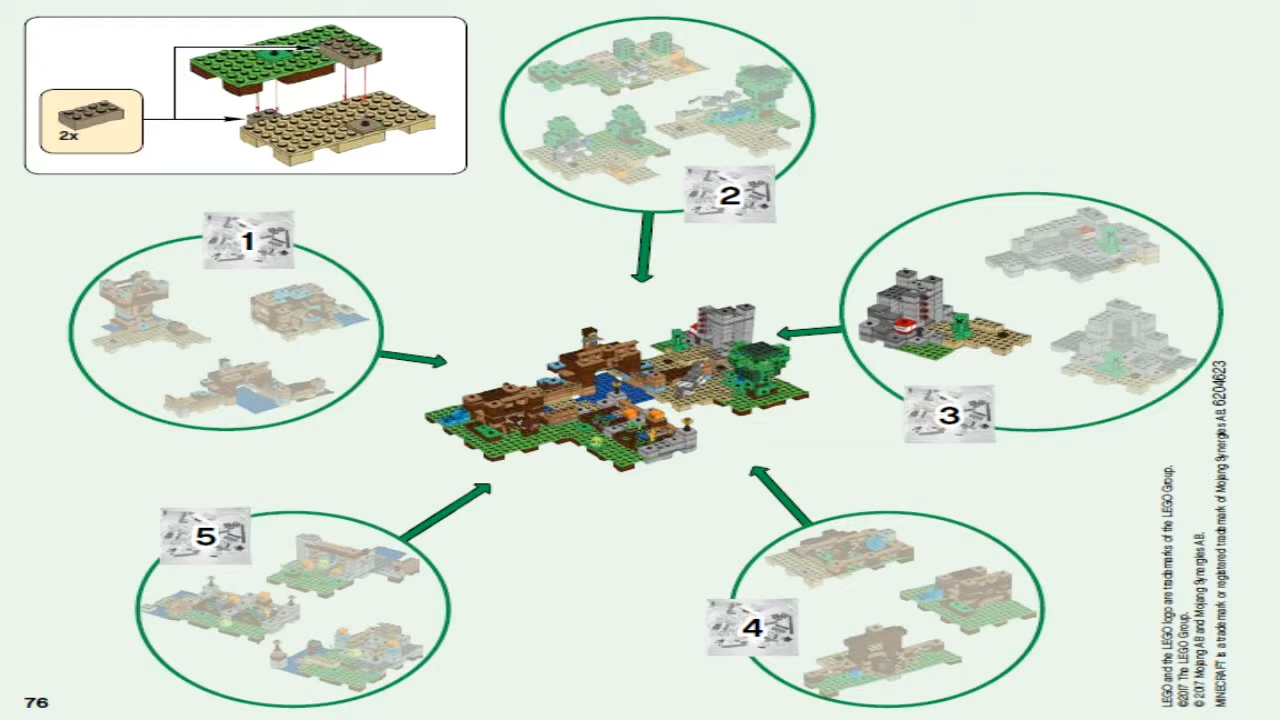 2x
2
1
3
5
4
76
LEGO and the LEGO logo are trademarks of the LEGO Group.
©2017 The LEGO Group.
© 2017 Mojang AB and Mojang Synergies AB.
MINECRAFT is a trademark or registered trademark of Mojang Synergies AB. 6204623